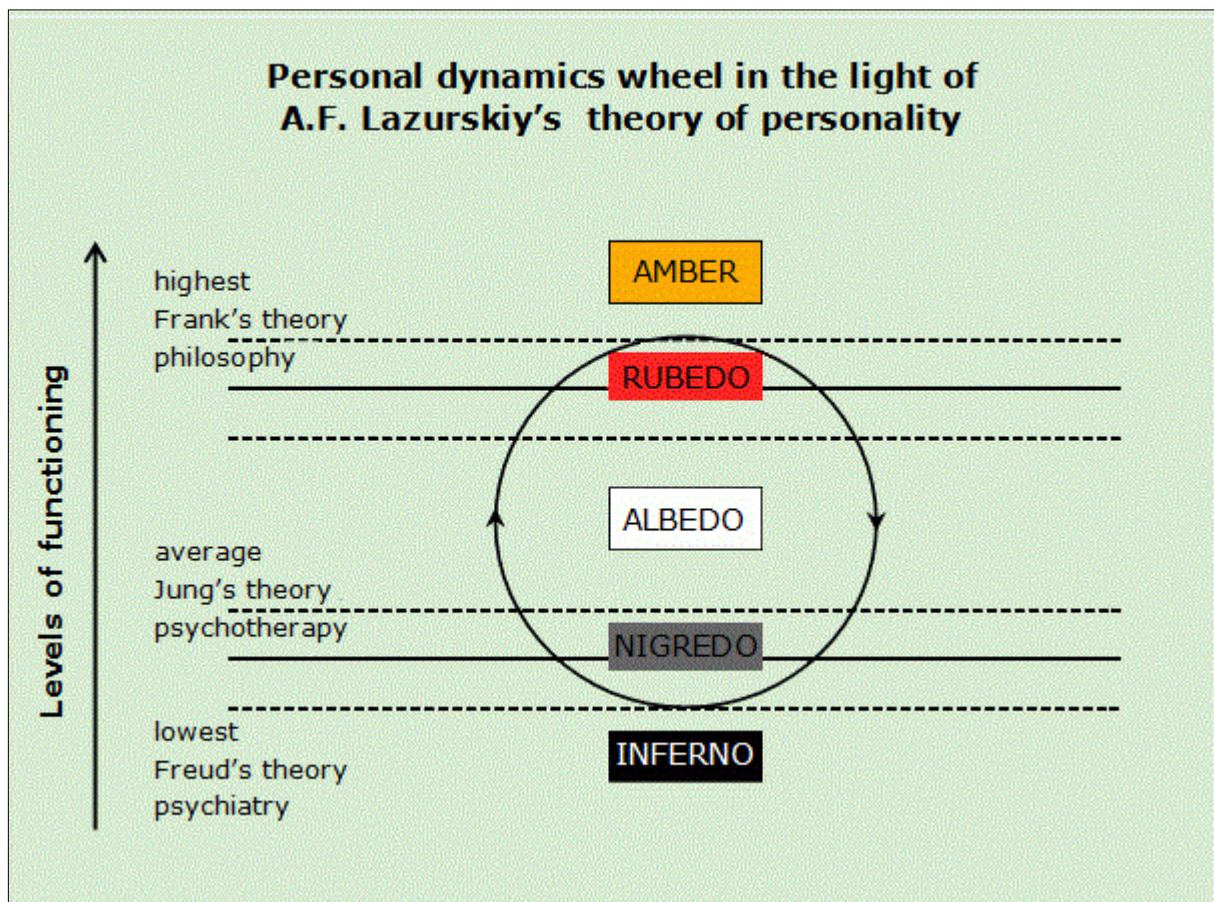 Personal dynamics wheel in the light of
A.F. Lazurskiy's theory of personality
Levels of functioning
highest
Frank's theory
philosophy
average
Jung's theory
psychotherapy
lowest
Freud's theory
psychiatry
AMBER
RUBEDO
ALBEDO
NIGREDO
INFERNO